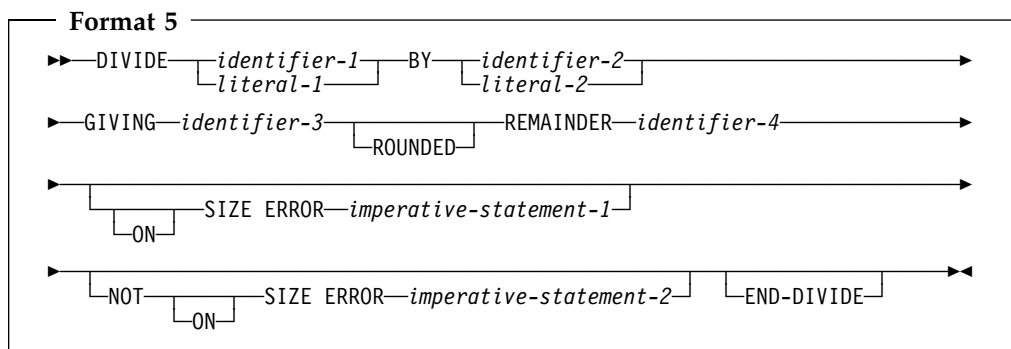 Format 5
DIVIDE identifier-1 BY identifier-2
literal-1 literal-2
GIVING identifier-3 REMAINDER identifier-4
ROUNDED
SIZE ERROR imperative-statement-1
ON
NOT SIZE ERROR imperative-statement-2 END-DIVIDE
ON